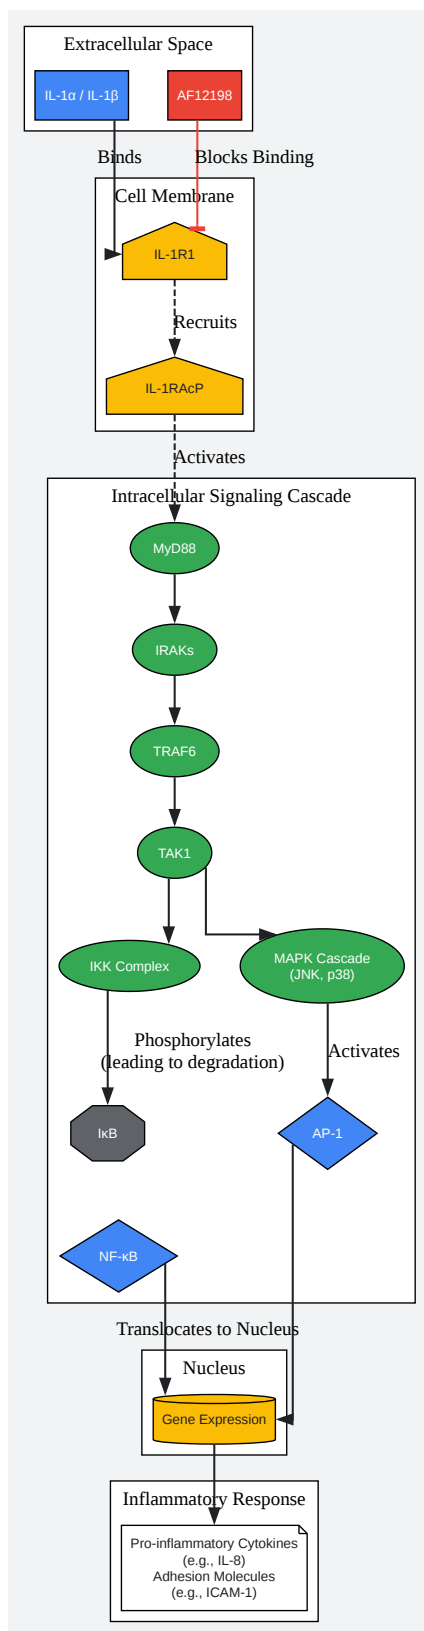 Extracellular Space
IL-1α / IL-1β
AF12198
Binds
Blocks Binding
Cell Membrane
IL-1R1
Recruits
IL-1RAcP
Activates
Intracellular Signaling Cascade
MyD88
IRAKs
TRAF6
TAK1
IKK Complex
MAPK Cascade
(JNK, p38)
Phosphorylates
(leading to degradation)
Activates
IκB
AP-1
NF-κB
Translocates to Nucleus
Nucleus
Gene Expression
Inflammatory Response
Pro-inflammatory Cytokines
(e.g., IL-8)
Adhesion Molecules
(e.g., ICAM-1)